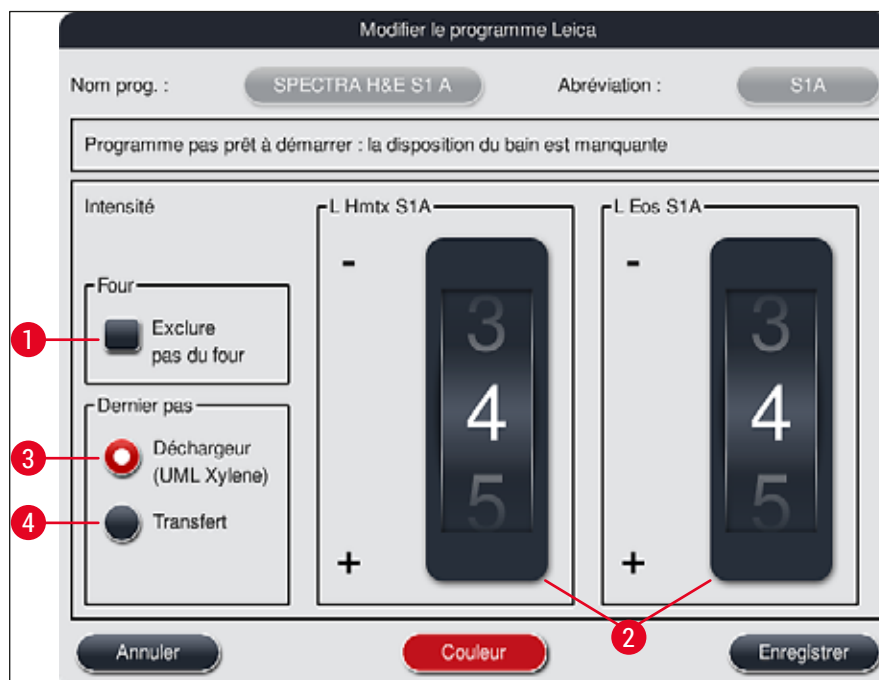 Modifier le programme Leica
Nom prog. : SPECTRA H&E S1 A Abréviation : S1A
Programme pas prêt à démarrer : la disposition du bain est manquante
Intensité
Four
1 Exclure
pas du four
Dernier pas
3 Déchargeur
(UML Xylene)
4 Transfert
L Hmtx S1A
-
3
4
5
+
L Eos S1A
-
3
4
5
+
2
Annuler Couleur Enregistrer